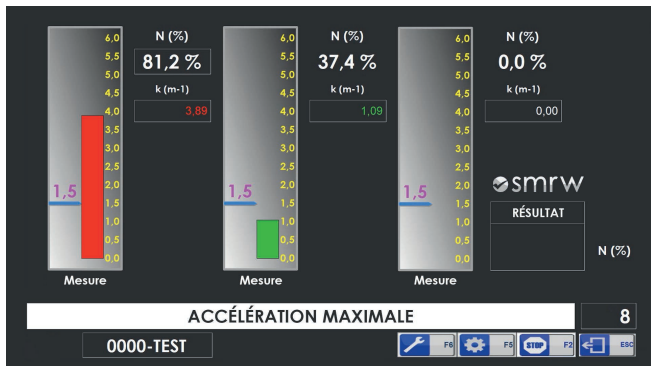 6,0
5,5
5,0
4,5
4,0
3,5
3,0
2,5
2,0
1,5
1,0
0,5
0,0
1,5
N (%)
81,2 %
k (m-1)
3,89
Mesure
6,0
5,5
5,0
4,5
4,0
3,5
3,0
2,5
2,0
1,5
1,0
0,5
0,0
1,5
N (%)
37,4 %
k (m-1)
1,09
Mesure
6,0
5,5
5,0
4,5
4,0
3,5
3,0
2,5
2,0
1,5
1,0
0,5
0,0
1,5
N (%)
0,0 %
k (m-1)
0,00
Mesure
smrw
RÉSULTAT
N (%)
ACCÉLÉRATION MAXIMALE
8
0000-TEST
F6
F5
STOP
F2
ESC